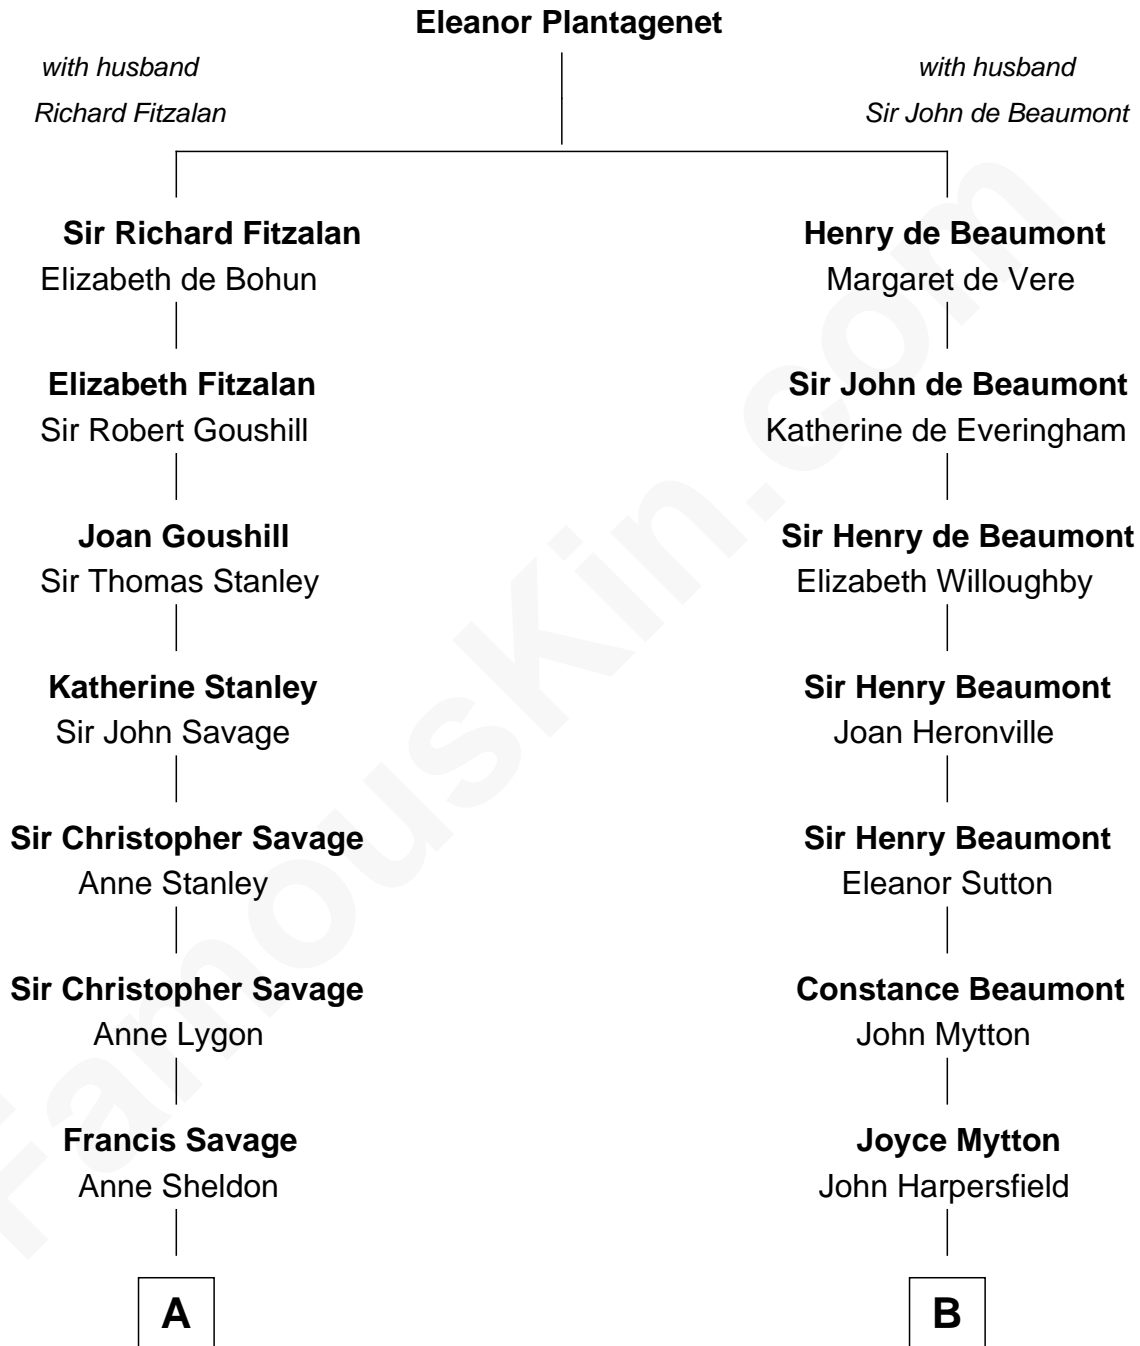 Eleanor Plantagenet
with husband
Richard Fitzalan
with husband
Sir John de Beaumont
Sir Richard Fitzalan
Elizabeth de Bohun
Henry de Beaumont
Margaret de Vere
Elizabeth Fitzalan
Sir Robert Goushill
Sir John de Beaumont
Katherine de Everingham
Joan Goushill
Sir Thomas Stanley
Sir Henry de Beaumont
Elizabeth Willoughby
Katherine Stanley
Sir John Savage
Sir Henry Beaumont
Joan Heronville
Sir Christopher Savage
Anne Stanley
Sir Henry Beaumont
Eleanor Sutton
Sir Christopher Savage
Anne Lygon
Constance Beaumont
John Mytton
Francis Savage
Anne Sheldon
Joyce Mytton
John Harpersfield
A
B
FamousKin.com